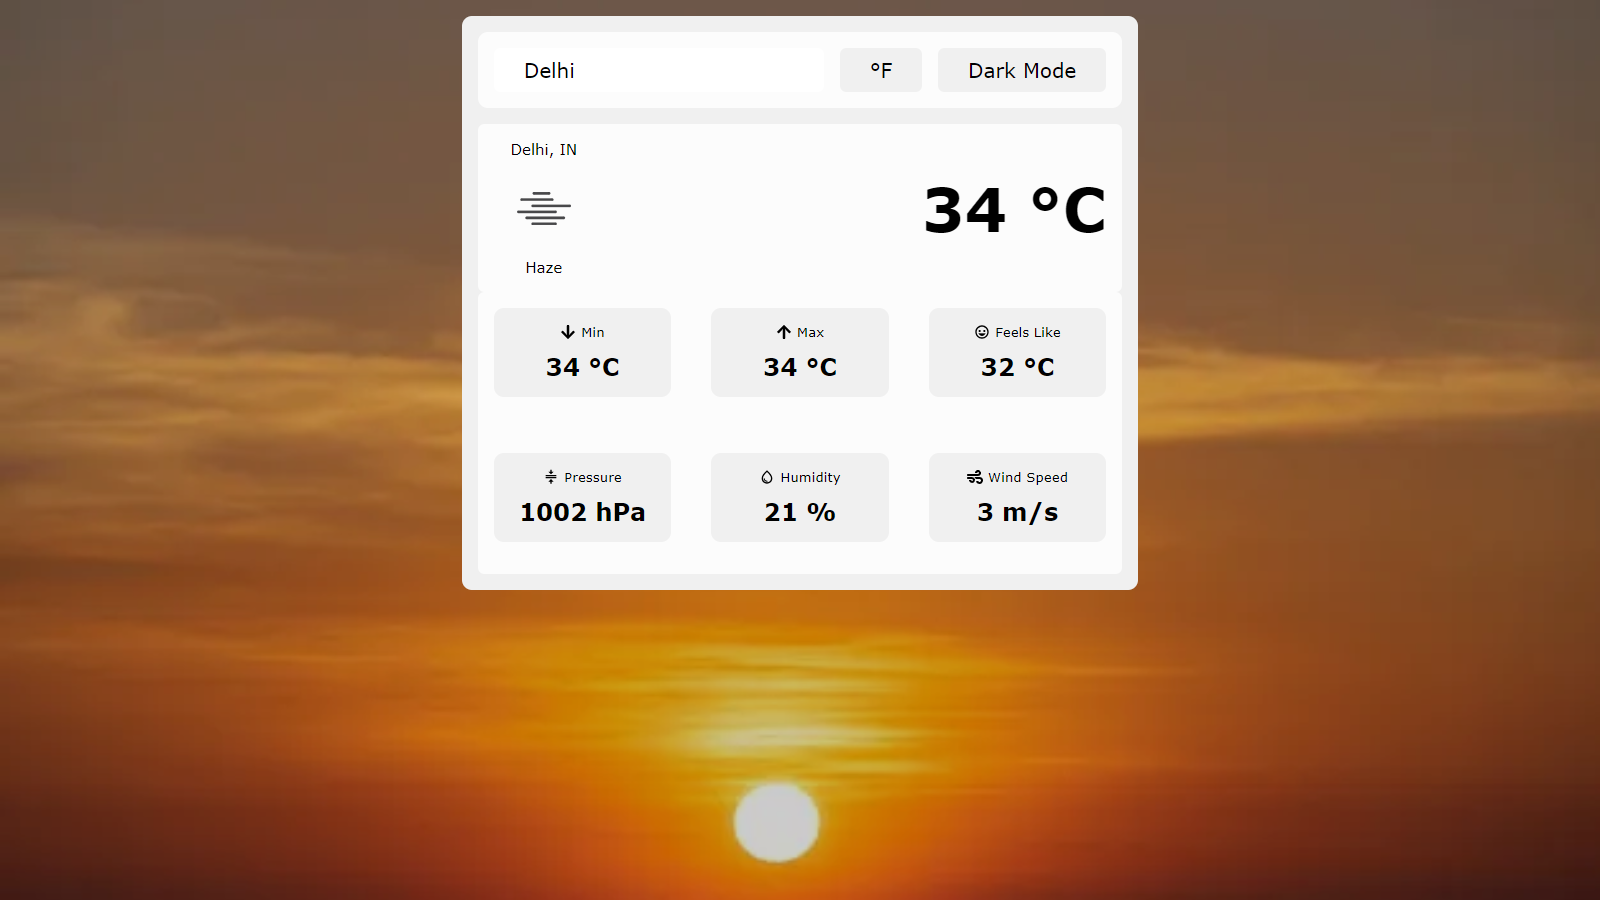 Delhi
°F
Dark Mode
Delhi, IN
34 °C
Haze
Min
34 °C
Max
34 °C
Feels Like
32 °C
Pressure
1002 hPa
Humidity
21 %
Wind Speed
3 m/s